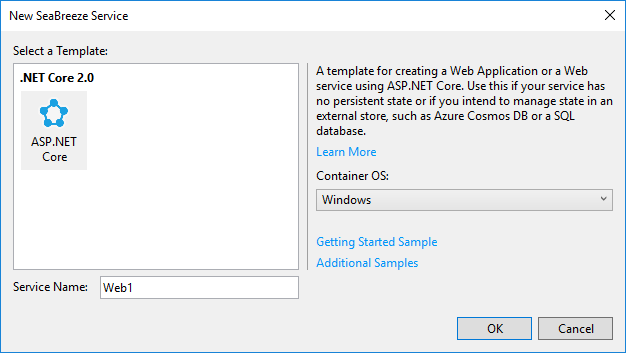 New SeaBreeze Service
Select a Template:
.NET Core 2.0
ASP.NET
Core
A template for creating a Web Application or a Web
service using ASP.NET Core. Use this if your service has
no persistent state or if you intend to manage state in an
external store, such as Azure Cosmos DB or a SQL
database.
Learn More
Container OS:
Windows
Getting Started Sample
Additional Samples
Service Name: Web1
OK Cancel